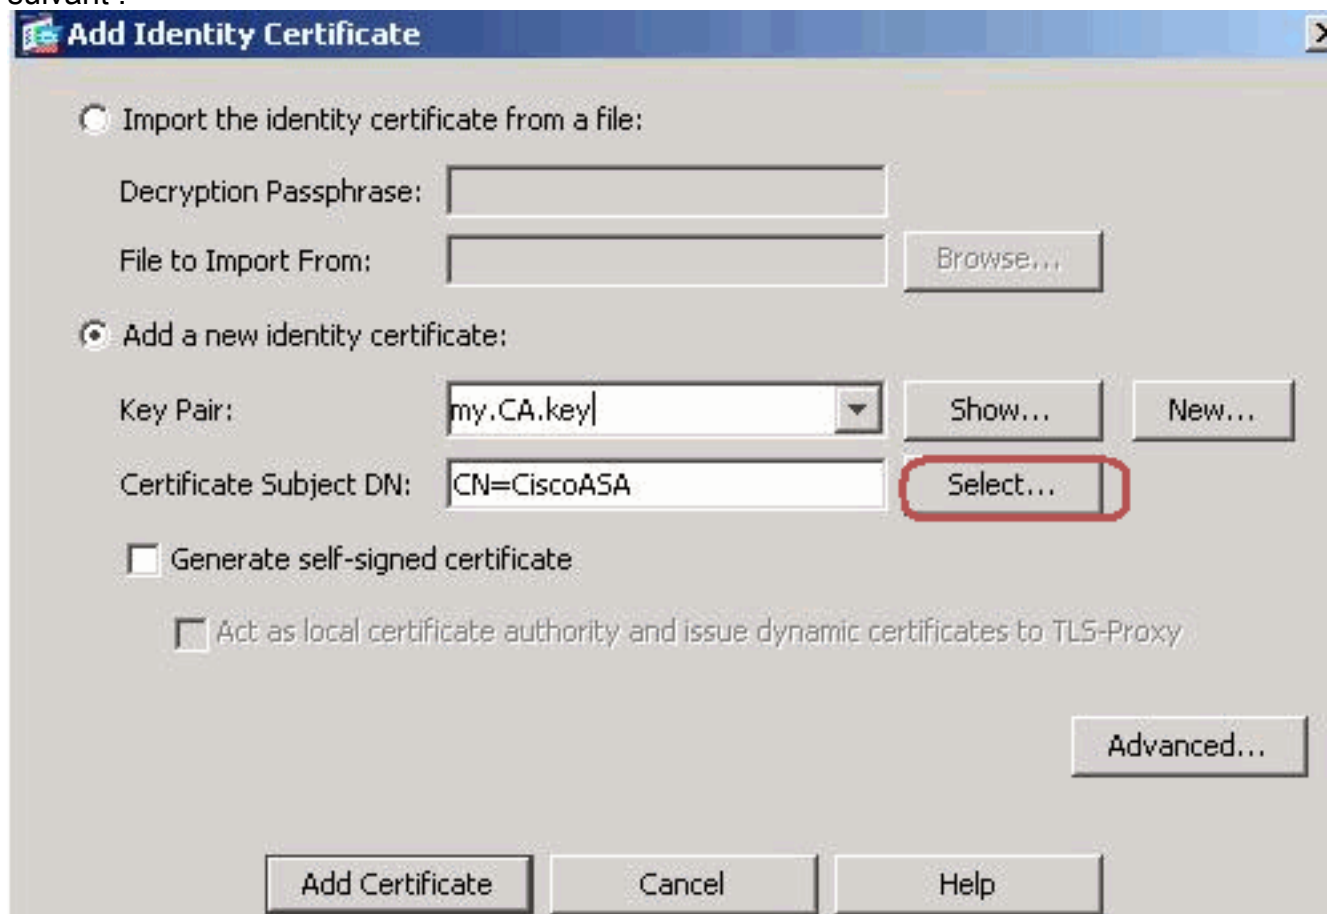 suivant :
Add Identity Certificate
Import the identity certificate from a file:
Decryption Passphrase:
File to Import From: Browse...
Add a new identity certificate:
Key Pair: my.CA.key Show... New...
Certificate Subject DN: CN=CiscoASA Select...
Generate self-signed certificate
Act as local certificate authority and issue dynamic certificates to TLS-Proxy
Advanced...
Add Certificate Cancel Help